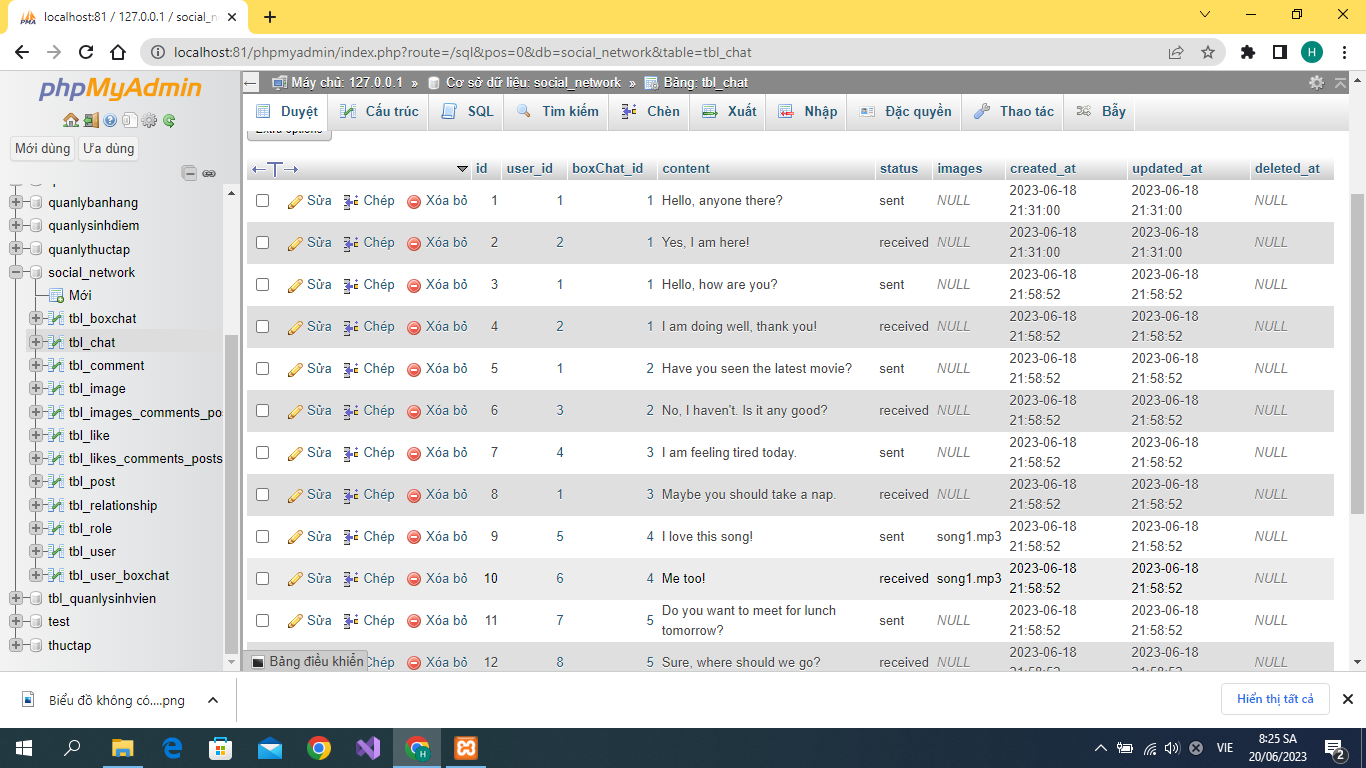 localhost:81 / 127.0.0.1 / social_n
localhost:81/phpmyadmin/index.php?route=/sql&pos=0&db=social_network&table=tbl_chat
H
phpMyAdmin
Mới dùng Ưa dùng
quanlybanhang
quanlysinhdiem
quanlythuctap
social_network
Mới
tbl_boxchat
tbl_chat
tbl_comment
tbl_image
tbl_images_comments_po
tbl_like
tbl_likes_comments_posts
tbl_post
tbl_relationship
tbl_role
tbl_user
tbl_user_boxchat
tbl_quanlysinhvien
test
thuctap
Máy chủ: 127.0.0.1 » Cơ sở dữ liệu: social_network » Bảng: tbl_chat
Duyệt Cấu trúc SQL Tìm kiếm Chèn Xuất Nhập Đặc quyền Thao tác Bẫy
Extra options
id user_id boxChat_id content status images created_at updated_at deleted_at
Sửa Chép Xóa bỏ 1 1 1 Hello, anyone there? sent NULL 2023-06-18 21:31:00 2023-06-18 21:31:00 NULL
Sửa Chép Xóa bỏ 2 2 1 Yes, I am here! received NULL 2023-06-18 21:31:00 2023-06-18 21:31:00 NULL
Sửa Chép Xóa bỏ 3 1 1 Hello, how are you? sent NULL 2023-06-18 21:58:52 2023-06-18 21:58:52 NULL
Sửa Chép Xóa bỏ 4 2 1 I am doing well, thank you! received NULL 2023-06-18 21:58:52 2023-06-18 21:58:52 NULL
Sửa Chép Xóa bỏ 5 1 2 Have you seen the latest movie? sent NULL 2023-06-18 21:58:52 2023-06-18 21:58:52 NULL
Sửa Chép Xóa bỏ 6 3 2 No, I haven't. Is it any good? received NULL 2023-06-18 21:58:52 2023-06-18 21:58:52 NULL
Sửa Chép Xóa bỏ 7 4 3 I am feeling tired today. sent NULL 2023-06-18 21:58:52 2023-06-18 21:58:52 NULL
Sửa Chép Xóa bỏ 8 1 3 Maybe you should take a nap. received NULL 2023-06-18 21:58:52 2023-06-18 21:58:52 NULL
Sửa Chép Xóa bỏ 9 5 4 I love this song! sent song1.mp3 2023-06-18 21:58:52 2023-06-18 21:58:52 NULL
Sửa Chép Xóa bỏ 10 6 4 Me too! received song1.mp3 2023-06-18 21:58:52 2023-06-18 21:58:52 NULL
Sửa Chép Xóa bỏ 11 7 5 Do you want to meet for lunch tomorrow? sent NULL 2023-06-18 21:58:52 2023-06-18 21:58:52 NULL
Chép Xóa bỏ 12 8 5 Sure, where should we go? received NULL 2023-06-18 21:58:52 2023-06-18 21:58:52 NULL
Bảng điều khiển
Biểu đồ không có....png
Hiển thị tất cả
VIE
8:25 SA
20/06/2023
2